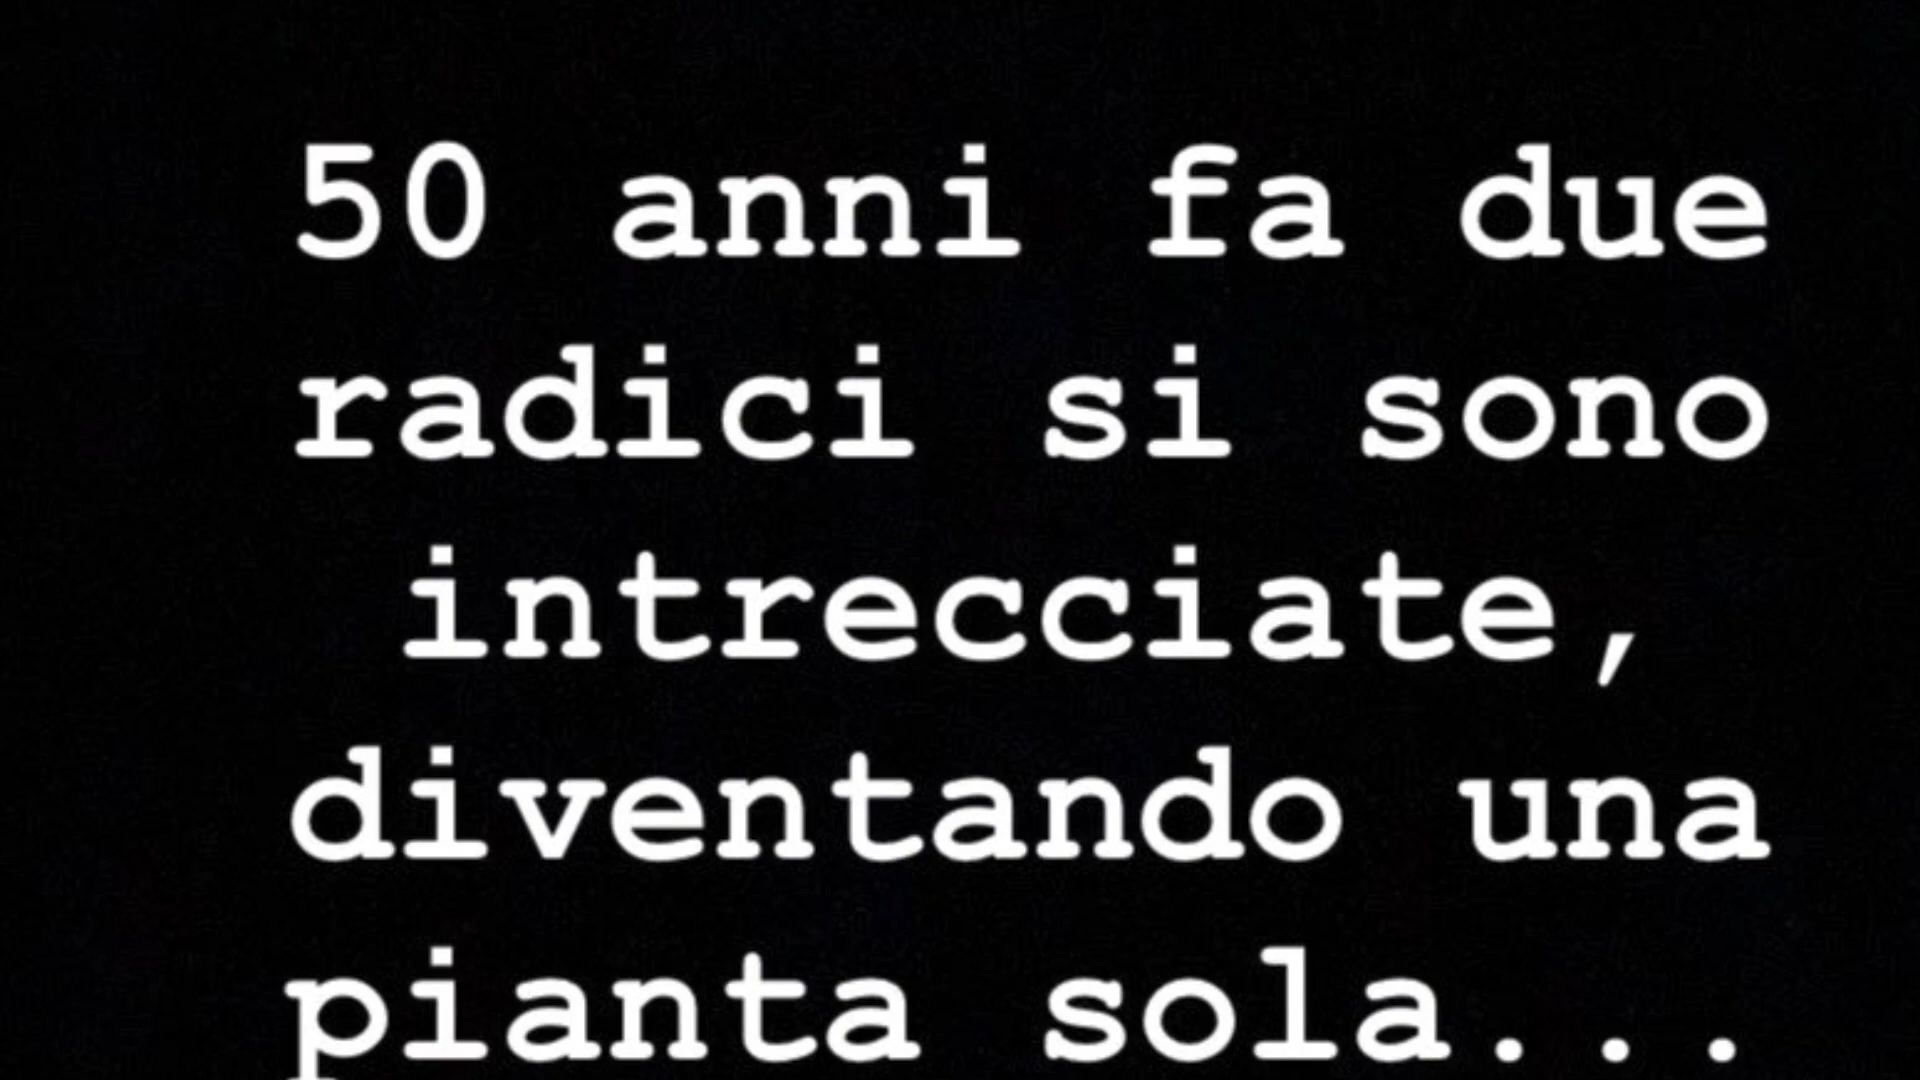 50 anni fa due
radici si sono
intrecciate,
diventando una
pianta sola...